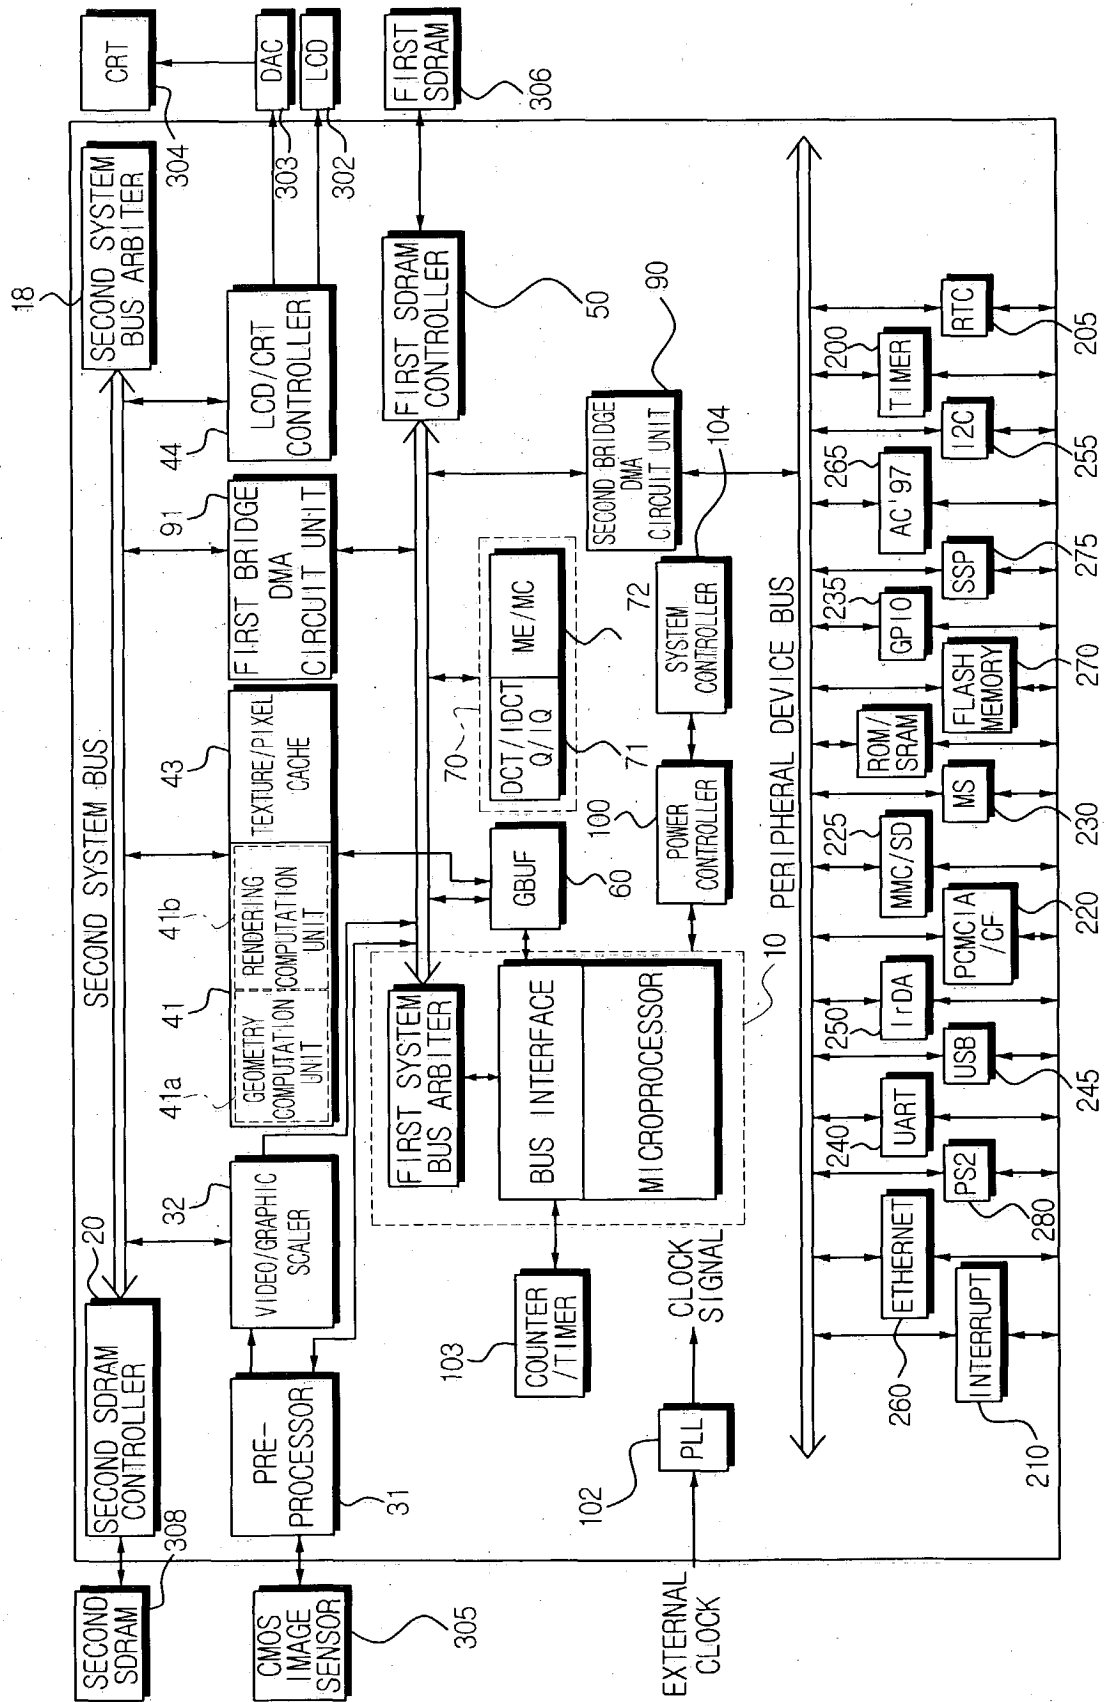 SECOND
SDRAM
308
SECOND SDRAM
CONTROLLER
20
SECOND SYSTEM BUS
18
SECOND SYSTEM
BUS ARBITER
CRT
304
CMOS
IMAGE
SENSOR
305
PRE-
PROCESSOR
31
VIDEO/GRAPHIC
SCALER
32
41a
41
41b
GEOMETRY
COMPUTATION
UNIT
RENDERING
COMPUTATION
UNIT
TEXTURE/PIXEL
CACHE
43
FIRST BRIDGE
DMA
CIRCUIT UNIT
91
LCD/CRT
CONTROLLER
44
DAC
303
LCD
302
FIRST SYSTEM
BUS ARBITER
FIRST SDRAM
CONTROLLER
50
FIRST
SDRAM
306
COUNTER
/TIMER
103
BUS INTERFACE
MICROPROCESSOR
10
GBUF
60
70
DCT/IDCT
Q/IQ
71
ME/MC
72
SECOND BRIDGE
DMA
CIRCUIT UNIT
90
EXTERNAL
CLOCK
102
PLL
CLOCK
SIGNAL
100
POWER
CONTROLLER
SYSTEM
CONTROLLER
104
PERIPHERAL DEVICE BUS
INTERRUPT
210
ETHERNET
260
PS2
280
UART
240
USB
245
IrDA
250
PCMCIA
/CF
220
MMC/SD
225
MS
230
ROM/
SRAM
FLASH
MEMORY
270
GPIO
235
SSP
275
AC'97
265
I2C
255
TIMER
200
RTC
205